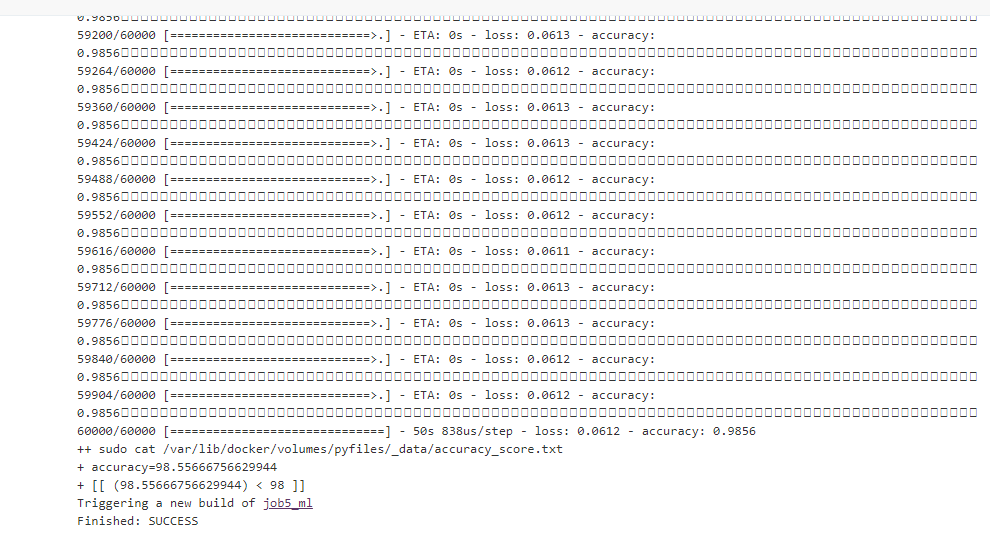 0.9856
59200/60000 [============================>.] - ETA: 0s - loss: 0.0613 - accuracy:
0.9856
59264/60000 [============================>.] - ETA: 0s - loss: 0.0612 - accuracy:
0.9856
59360/60000 [============================>.] - ETA: 0s - loss: 0.0613 - accuracy:
0.9856
59424/60000 [============================>.] - ETA: 0s - loss: 0.0613 - accuracy:
0.9856
59488/60000 [============================>.] - ETA: 0s - loss: 0.0612 - accuracy:
0.9856
59552/60000 [============================>.] - ETA: 0s - loss: 0.0612 - accuracy:
0.9856
59616/60000 [============================>.] - ETA: 0s - loss: 0.0611 - accuracy:
0.9856
59712/60000 [============================>.] - ETA: 0s - loss: 0.0613 - accuracy:
0.9856
59776/60000 [============================>.] - ETA: 0s - loss: 0.0613 - accuracy:
0.9856
59840/60000 [============================>.] - ETA: 0s - loss: 0.0612 - accuracy:
0.9856
59904/60000 [============================>.] - ETA: 0s - loss: 0.0612 - accuracy:
0.9856
60000/60000 [==============================] - 50s 838us/step - loss: 0.0612 - accuracy: 0.9856
++ sudo cat /var/lib/docker/volumes/pyfiles/_data/accuracy_score.txt
+ accuracy=98.55666756629944
+ [[ (98.55666756629944) < 98 ]]
Triggering a new build of job5_ml
Finished: SUCCESS